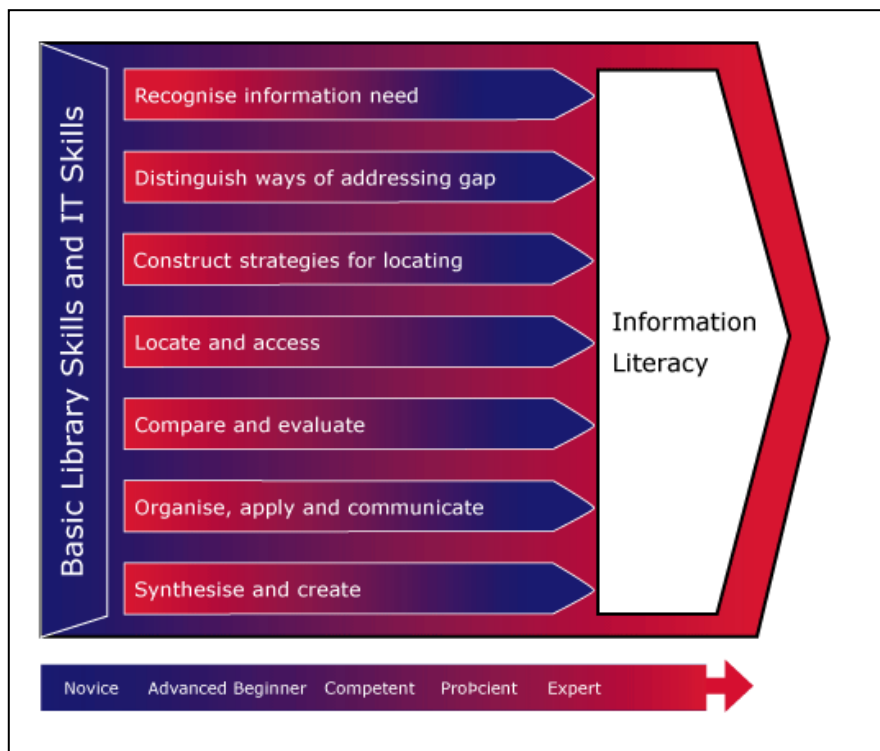 Basic Library Skills and IT Skills
Recognise information need
Distinguish ways of addressing gap
Construct strategies for locating
Locate and access
Compare and evaluate
Organise, apply and communicate
Synthesise and create
Information
Literacy
Novice Advanced Beginner Competent ProÞcient Expert